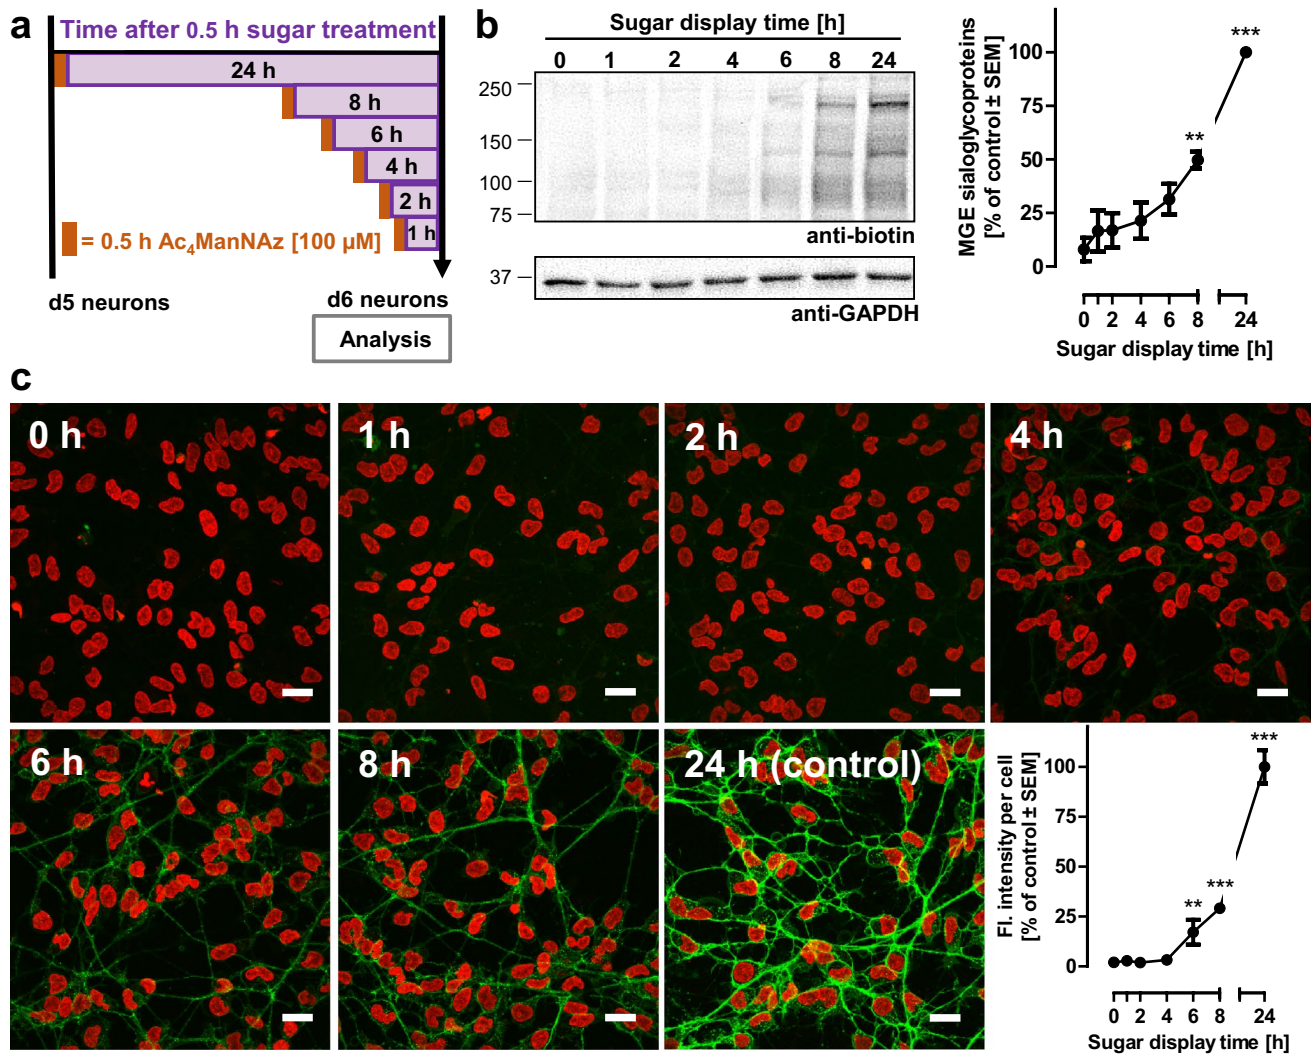 a
Time after 0.5 h sugar treatment
24 h
8 h
6 h
4 h
2 h
1 h
= 0.5 h Ac₄ManNAz [100 µM]
d5 neurons
d6 neurons
Analysis
b
Sugar display time [h]
0 1 2 4 6 8 24
250
150
100
75
anti-biotin
37
anti-GAPDH
MGE sialoglycoproteins
[% of control ± SEM]
100
75
50
25
0
**
***
0 2 4 6 8 24
Sugar display time [h]
c
0 h
1 h
2 h
4 h
6 h
8 h
24 h (control)
Fl. intensity per cell
[% of control ± SEM]
100
75
50
25
0
**
***
***
0 2 4 6 8 24
Sugar display time [h]